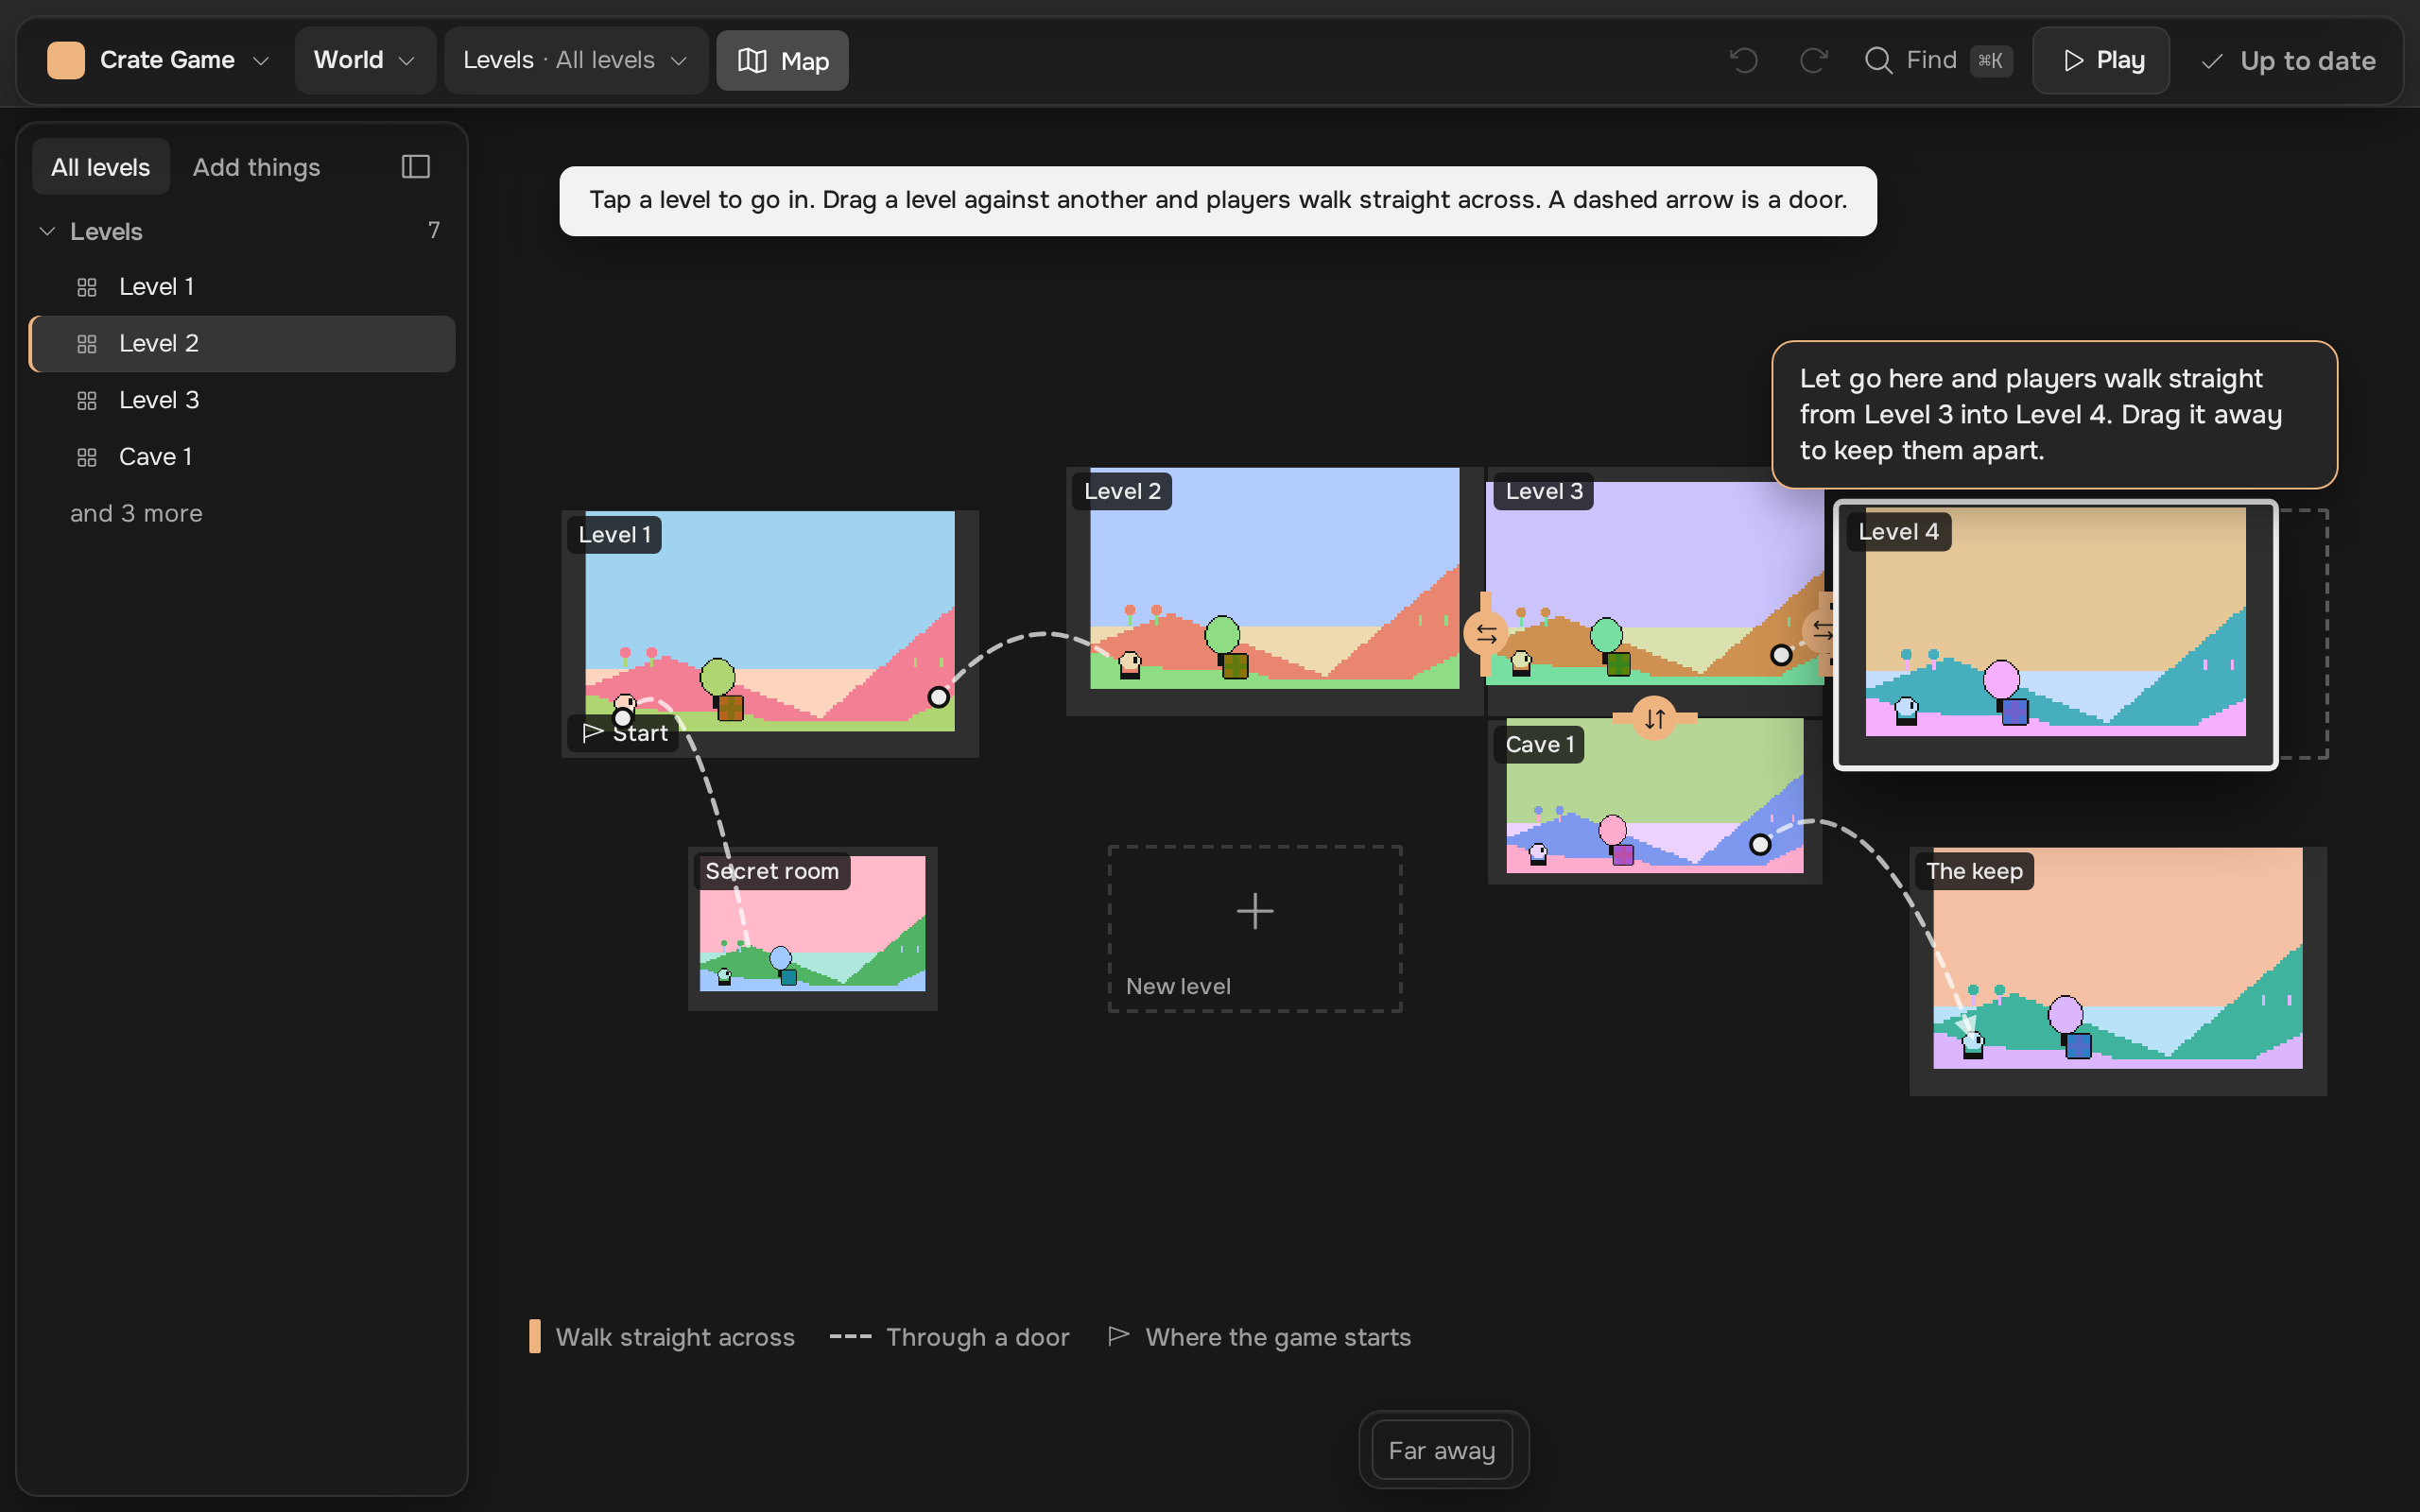 Crate Game
World
Levels · All levels
Map
Find ⌘K
Play
Up to date
All levels
Add things
Levels 7
Level 1
Level 2
Level 3
Cave 1
and 3 more
Tap a level to go in. Drag a level against another and players walk straight across. A dashed arrow is a door.
Let go here and players walk straight
from Level 3 into Level 4. Drag it away
to keep them apart.
Level 1
Start
Level 2
Level 3
Level 4
Cave 1
Secret room
New level
The keep
Walk straight across
Through a door
Where the game starts
Far away